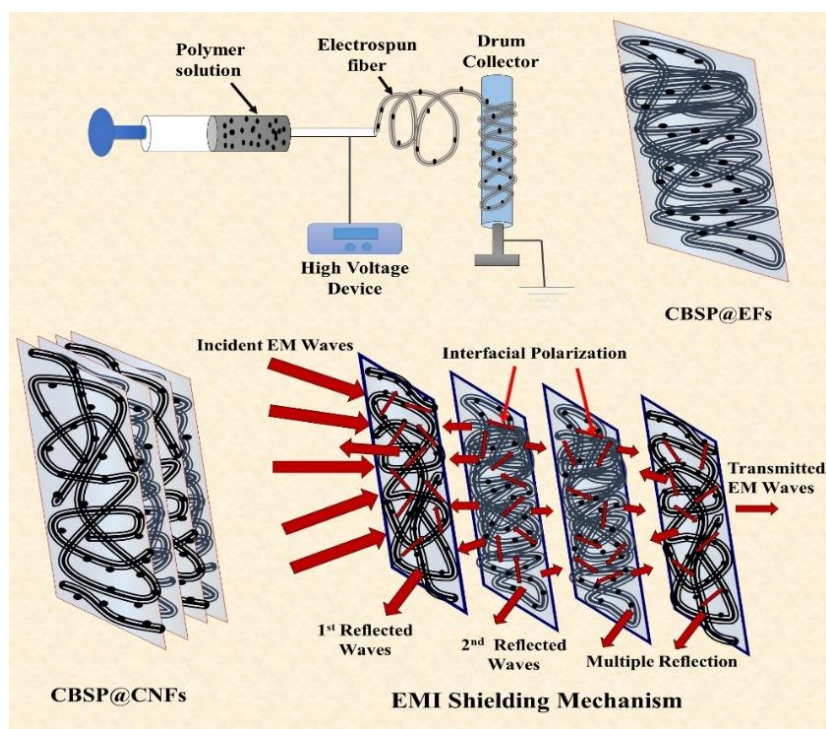 Polymer
solution
Electrospun
fiber
Drum
Collector
High Voltage
Device
CBSP@EFs
Incident EM Waves
Interfacial Polarization
Transmitted
EM Waves
1st Reflected
Waves
2nd Reflected
Waves
Multiple Reflection
CBSP@CNFs
EMI Shielding Mechanism